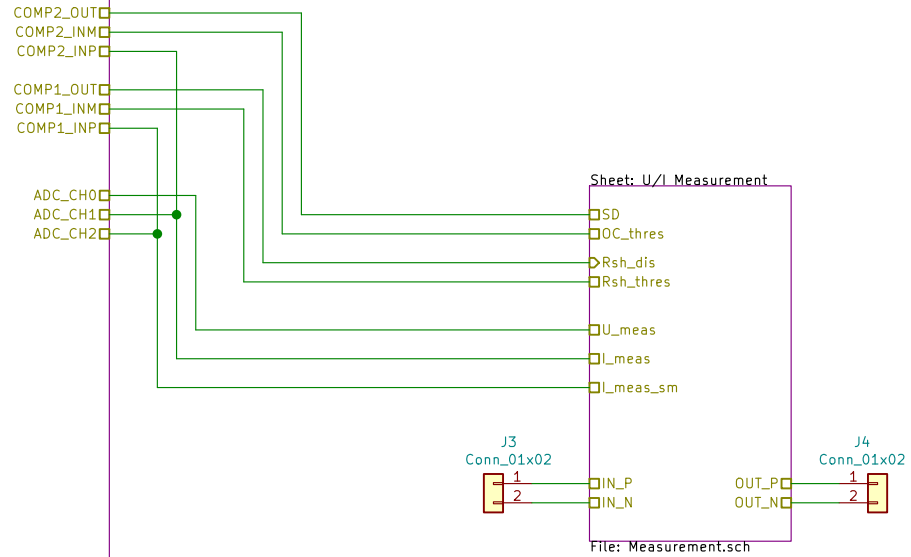 COMP2_OUT
COMP2_INM
COMP2_INP
COMP1_OUT
COMP1_INM
COMP1_INP
ADC_CH0
ADC_CH1
ADC_CH2
Sheet: U/I Measurement
SD
OC_thres
Rsh_dis
Rsh_thres
U_meas
I_meas
I_meas_sm
J3
Conn_01x02
1
2
IN_P
IN_N
OUT_P
OUT_N
J4
Conn_01x02
1
2
File: Measurement.sch